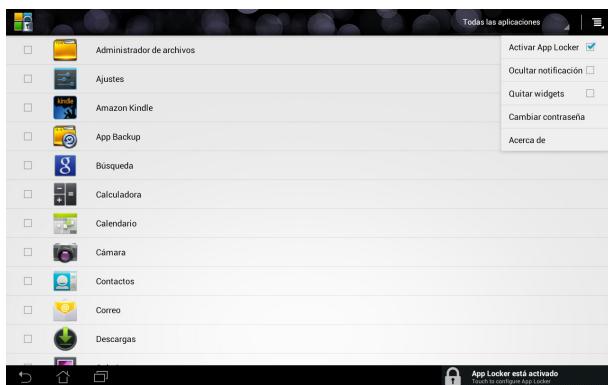 Todas las aplicaciones
Activar App Locker
Ocultar notificación
Quitar widgets
Cambiar contraseña
Acerca de
Administrador de archivos
Ajustes
kindle
Amazon Kindle
App Backup
Búsqueda
Calculadora
Calendario
Cámara
Contactos
Correo
Descargas
App Locker está activado
Touch to configure App Locker